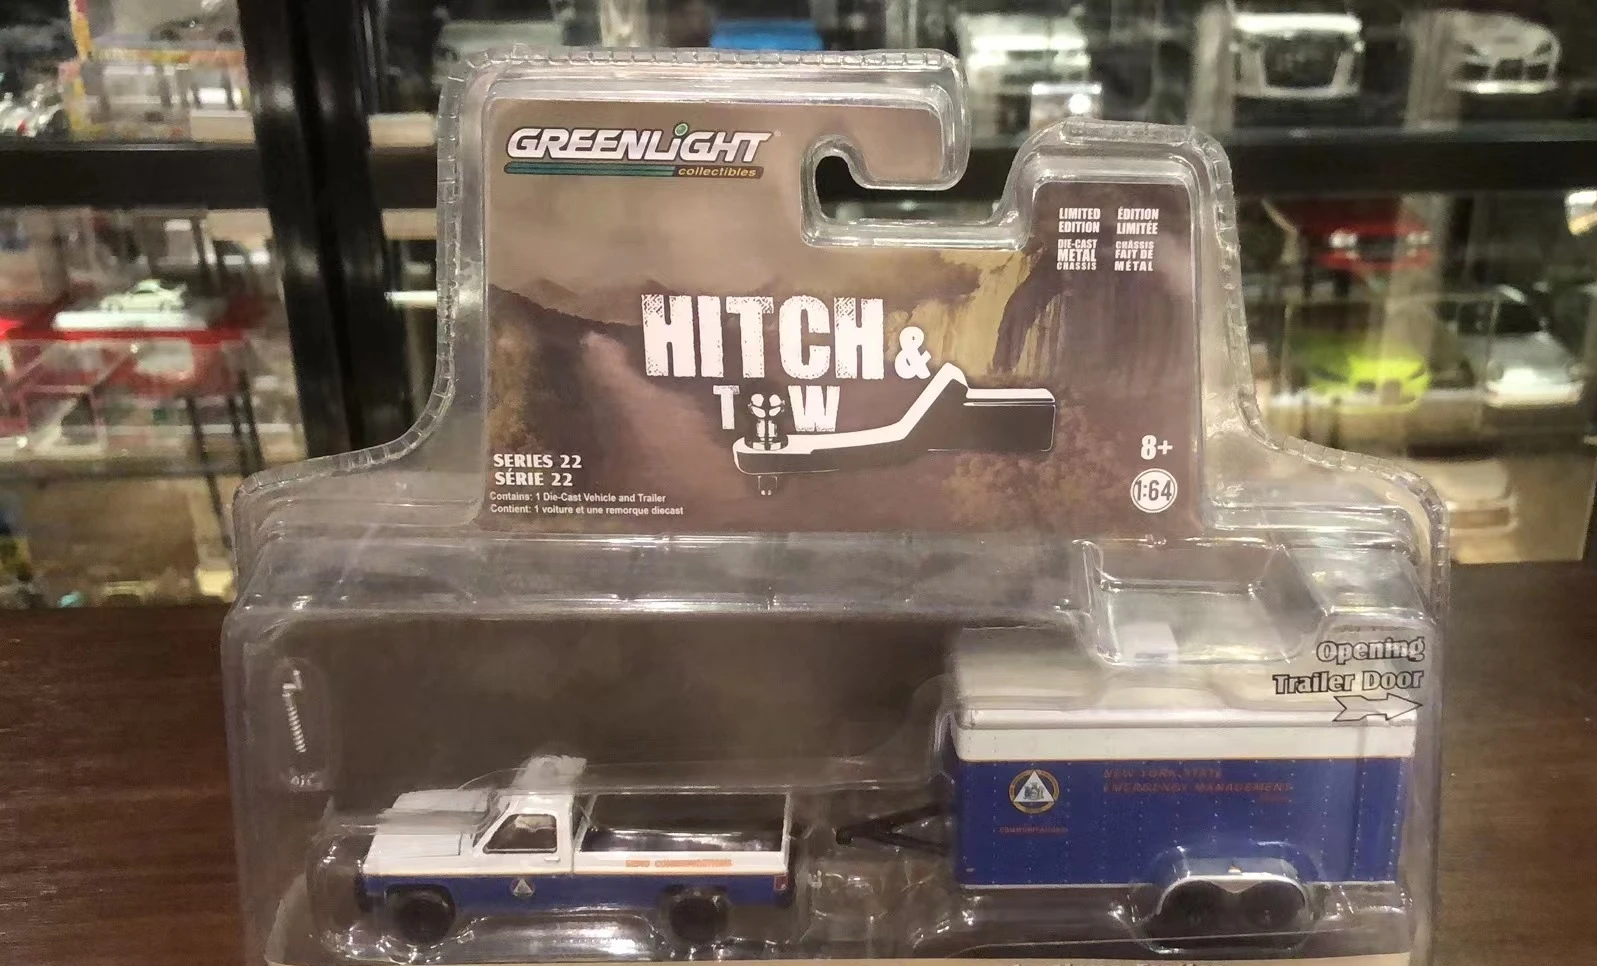 GREENLiGHT
collectibles
LIMITED EDITION
ÉDITION LIMITÉE
DIE-CAST METAL CHASSIS
CHÂSSIS FAIT DE MÉTAL
HITCH &
TOW
SERIES 22
SÉRIE 22
Contains: 1 Die-Cast Vehicle and Trailer
Contient: 1 voiture et une remorque diecast
8+
1:64
Opening
Trailer Door
NEW YORK STATE
EMERGENCY MANAGEMENT
COMMUNICATIONS